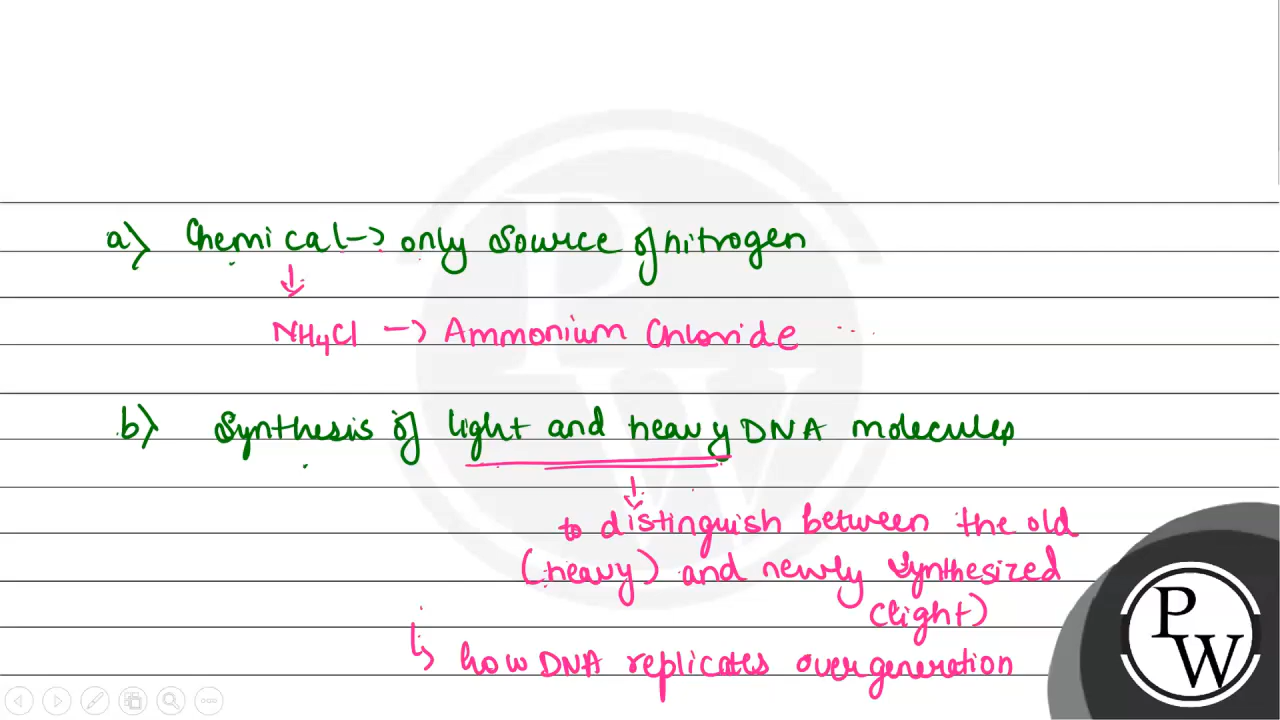 a) Chemical → only source of nitrogen
↓
NH4Cl → Ammonium Chloride ...
b) Synthesis of light and heavy DNA molecules
↓
to distinguish between the old
(heavy) and newly synthesized
(light)
↳ how DNA replicates over generation
P
W